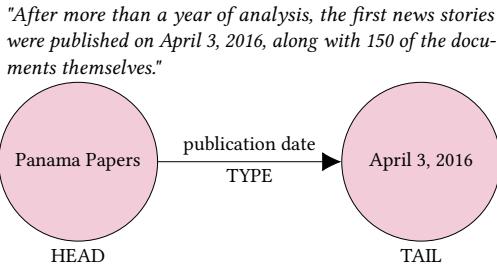 "After more than a year of analysis, the first news stories
were published on April 3, 2016, along with 150 of the docu-
ments themselves."
publication date
Panama Papers
April 3, 2016
TYPE
HEAD
TAIL